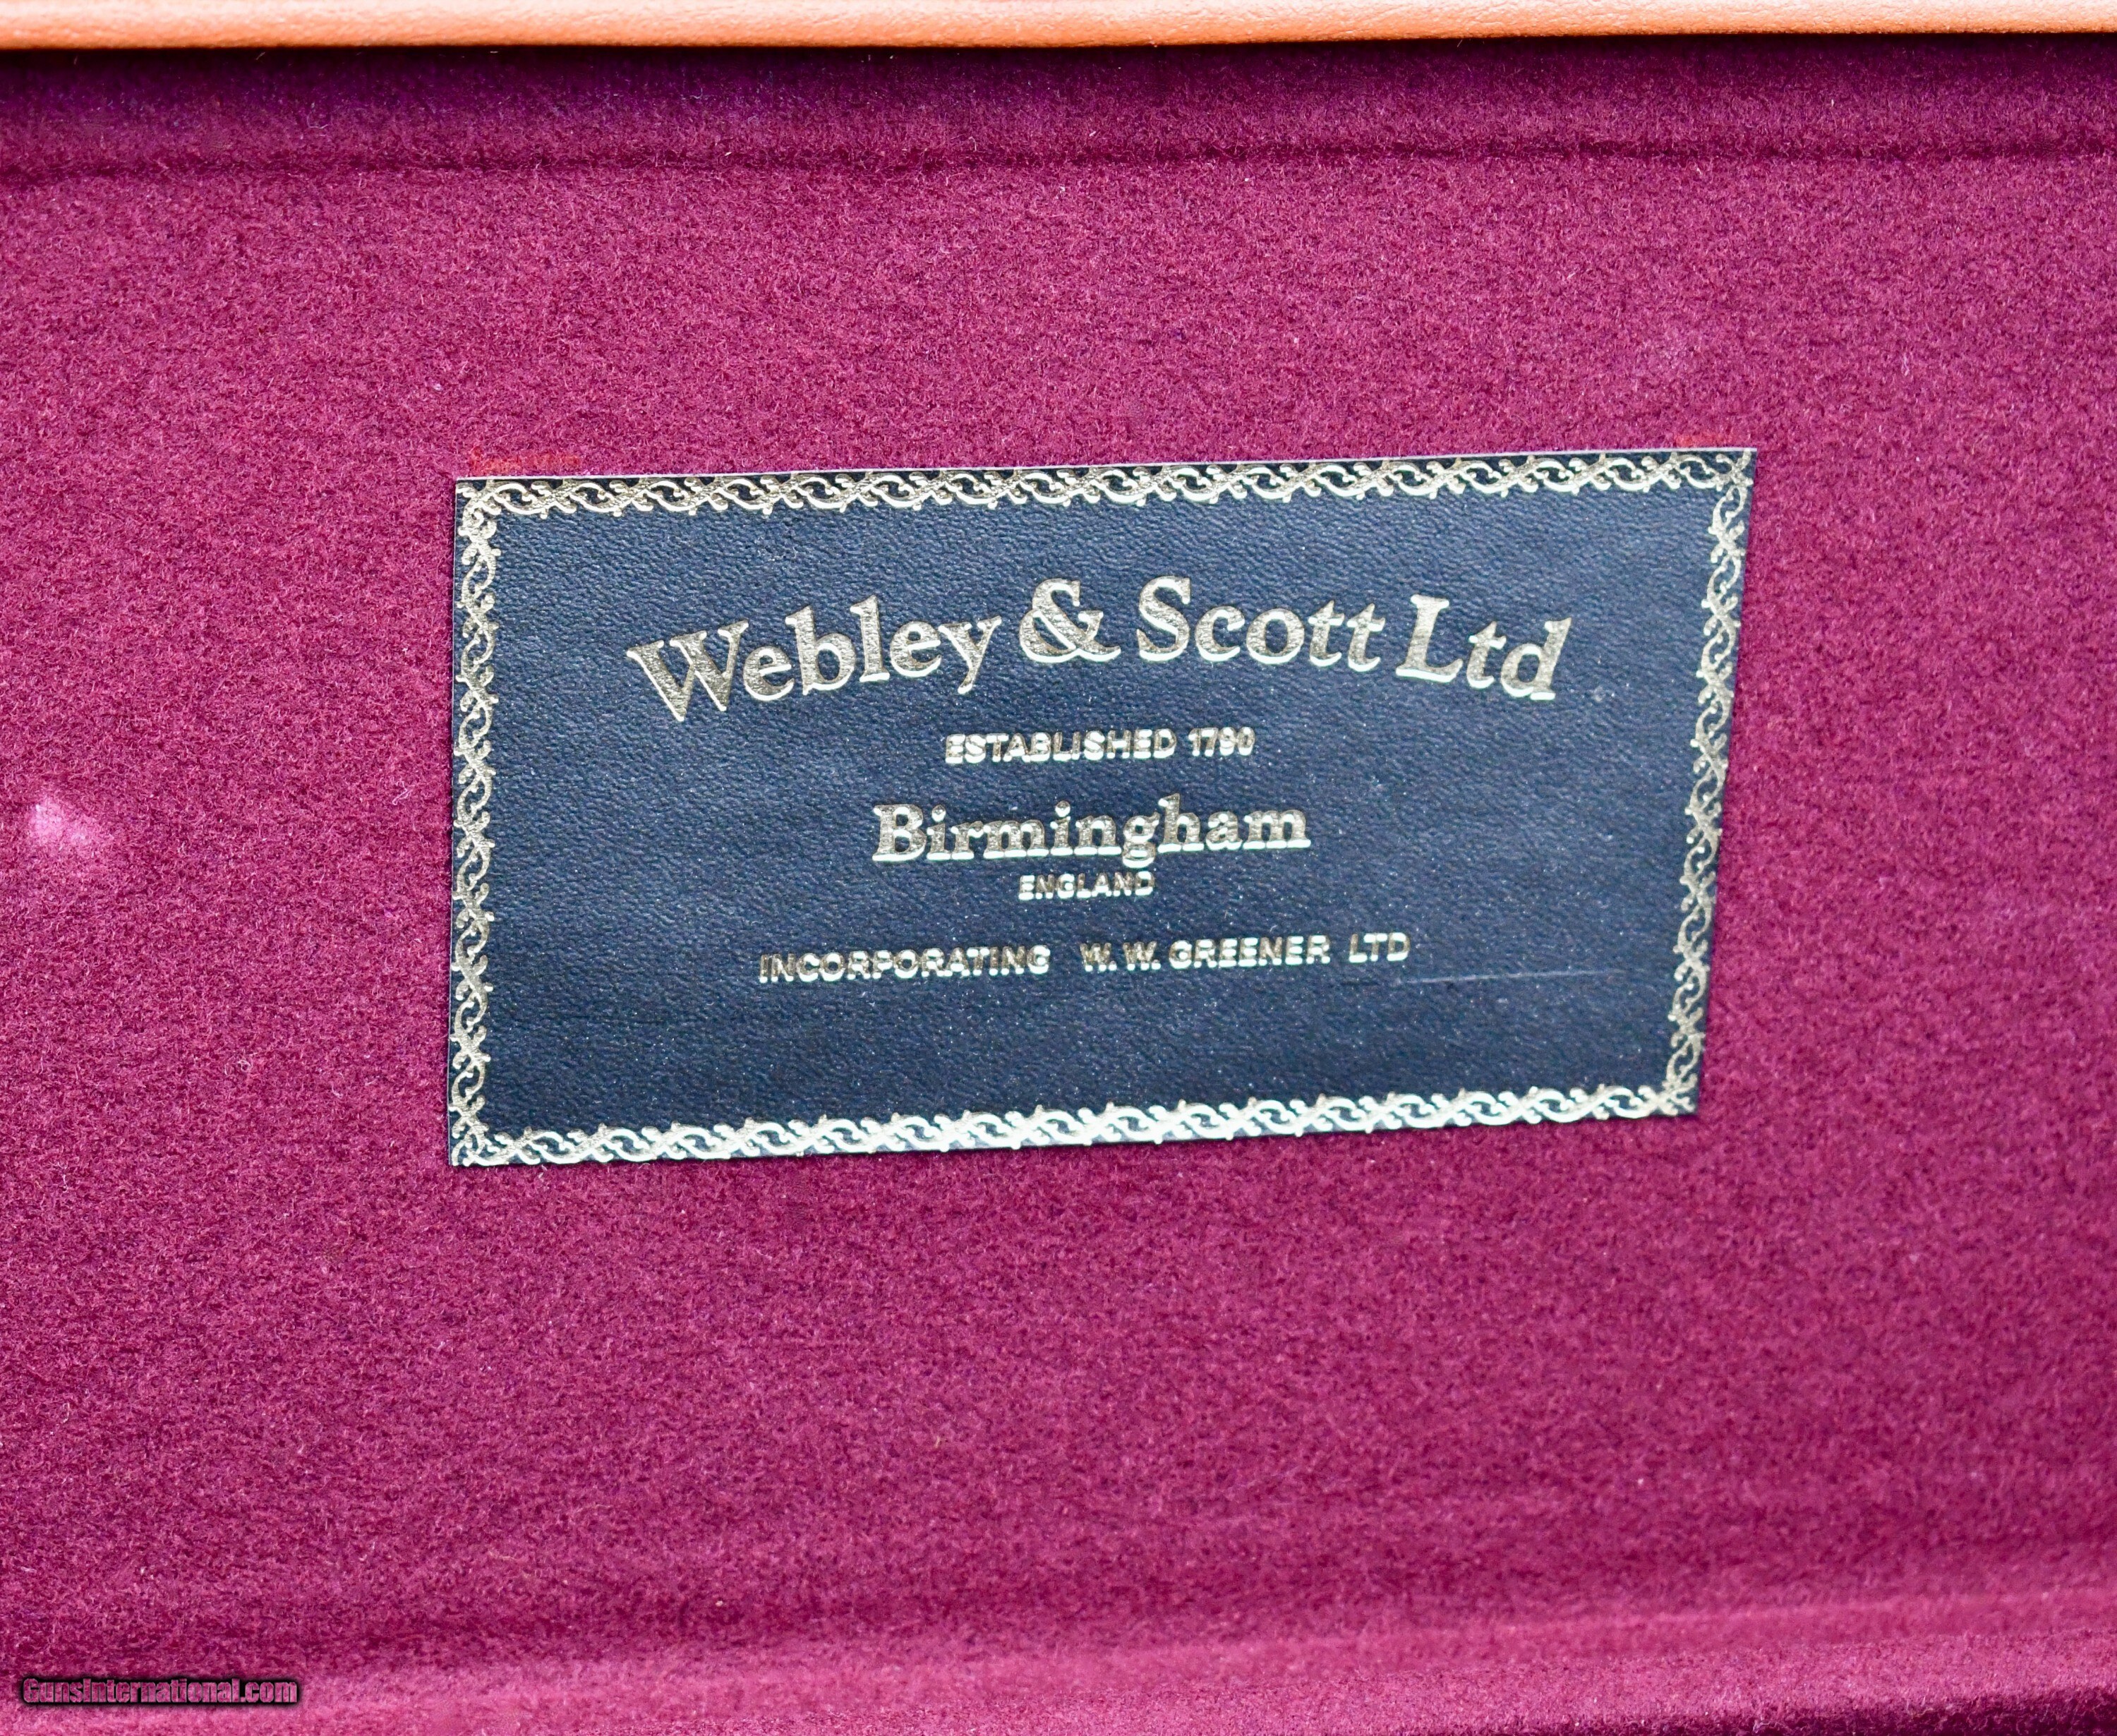 Webley & Scott Ltd
ESTABLISHED 1790
Birmingham
ENGLAND
INCORPORATING W. W. GREENER LTD
GunsInternational.com